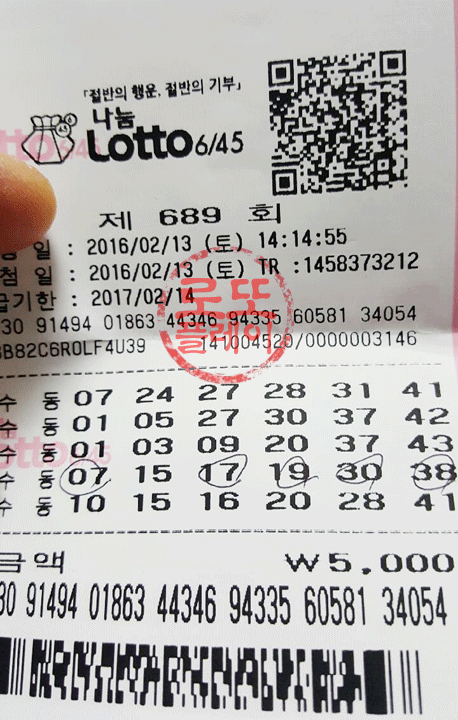 「절반의 행운, 절반의 기부」
나눔
Lotto 6/45
제 689 회
일 : 2016/02/13 (토) 14:14:55
첨 일 : 2016/02/13 (토) TR :1458373212
급기한 : 2017/02/14
로또
플레이
30 91494 01863 44346 94335 60581 34054
BB82C6R0LF4U39 141004529/0000003146
수 동 07 24 27 28 31 41
수 동 01 05 27 30 37 42
수 동 01 03 09 20 37 43
수 동 07 15 17 19 30 38
수 동 10 15 16 20 28 41
금액 ₩5,000
30 91494 01863 44346 94335 60581 34054